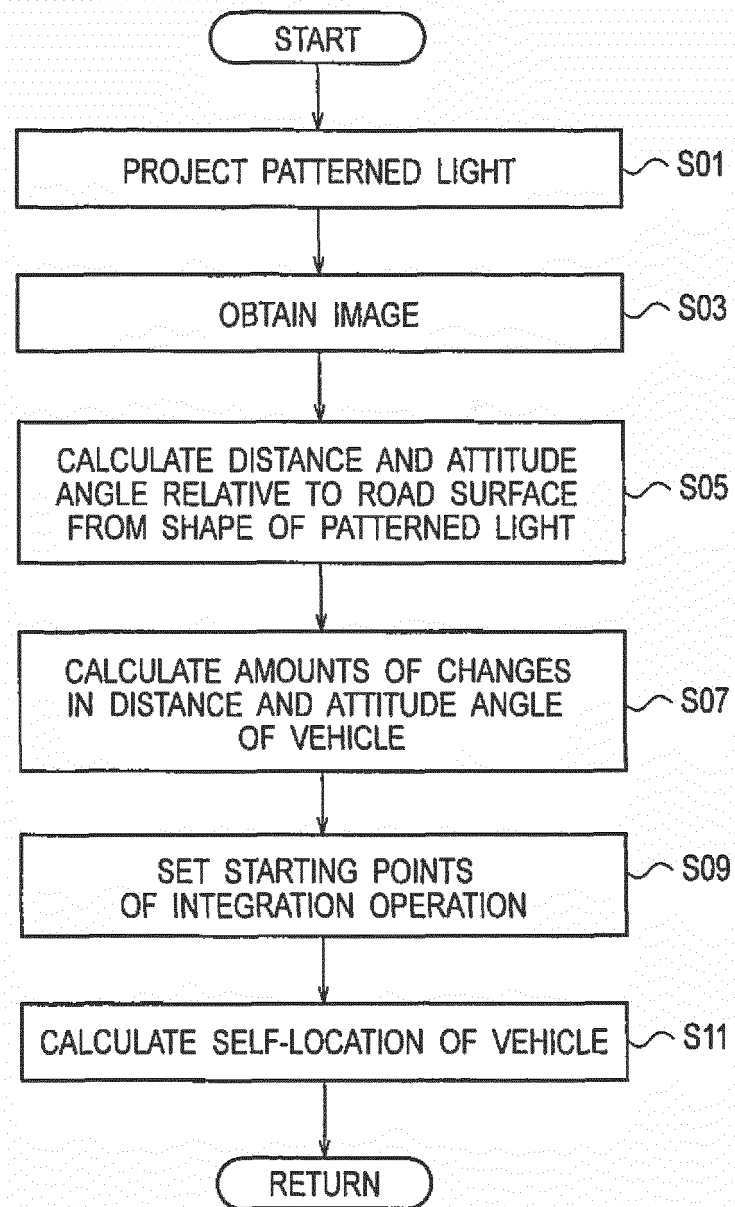 START
PROJECT PATTERNED LIGHT
S01
OBTAIN IMAGE
S03
CALCULATE DISTANCE AND ATTITUDE
ANGLE RELATIVE TO ROAD SURFACE
FROM SHAPE OF PATTERNED LIGHT
S05
CALCULATE AMOUNTS OF CHANGES
IN DISTANCE AND ATTITUDE ANGLE
OF VEHICLE
S07
SET STARTING POINTS
OF INTEGRATION OPERATION
S09
CALCULATE SELF-LOCATION OF VEHICLE
S11
RETURN